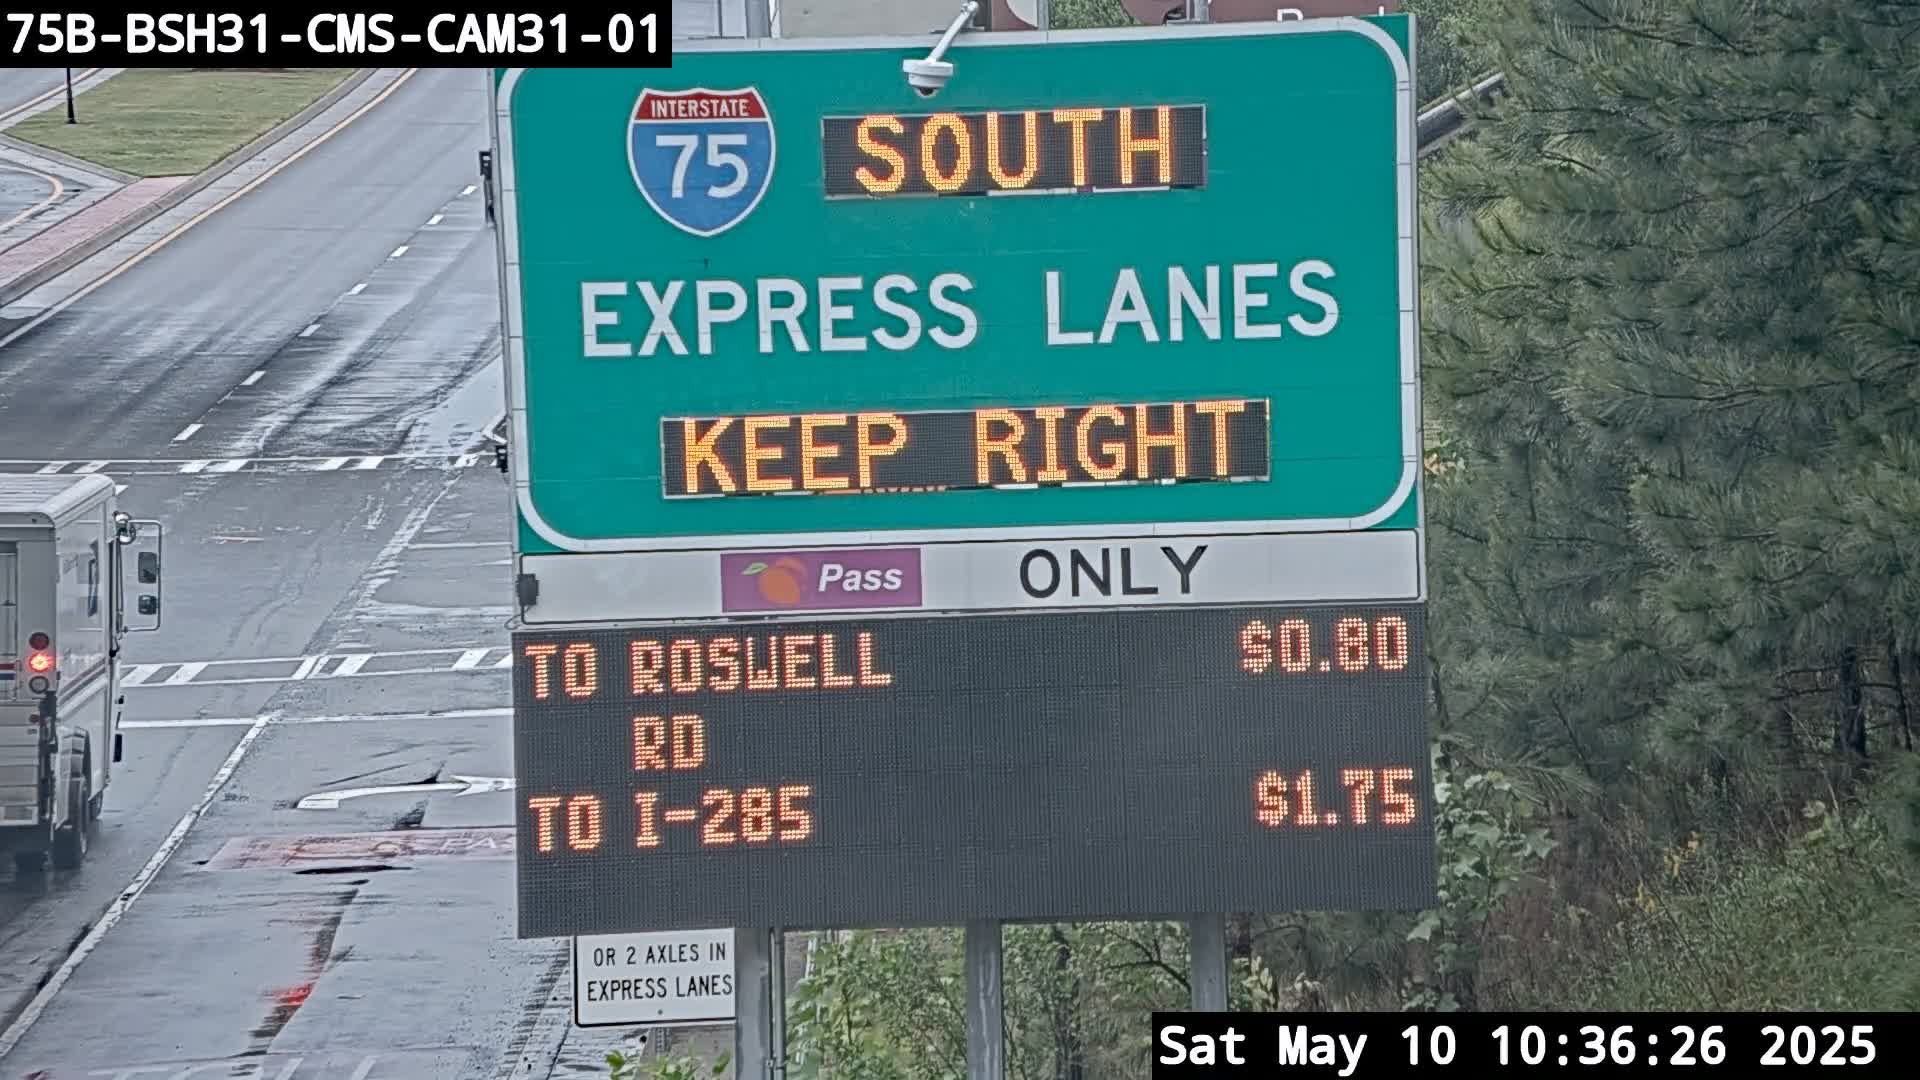 75B-BSH31-CMS-CAM31-01
INTERSTATE
75
SOUTH
EXPRESS LANES
KEEP RIGHT
Pass
ONLY
TO ROSWELL $0.80
RD
TO I-285 $1.75
OR 2 AXLES IN
EXPRESS LANES
Sat May 10 10:36:26 2025